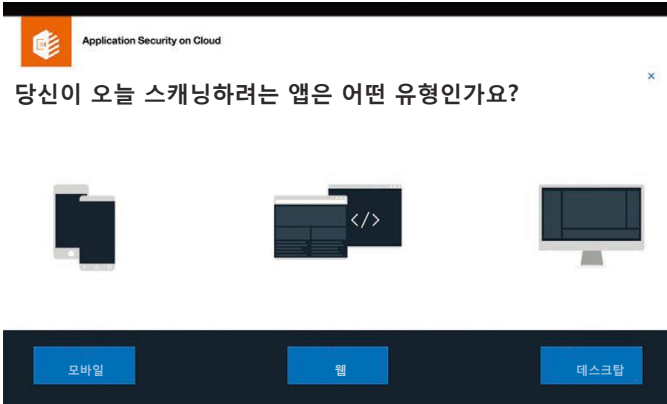 Application Security on Cloud
당신이 오늘 스캐닝하려는 앱은 어떤 유형인가요?
×
</>
모바일
웹
데스크탑